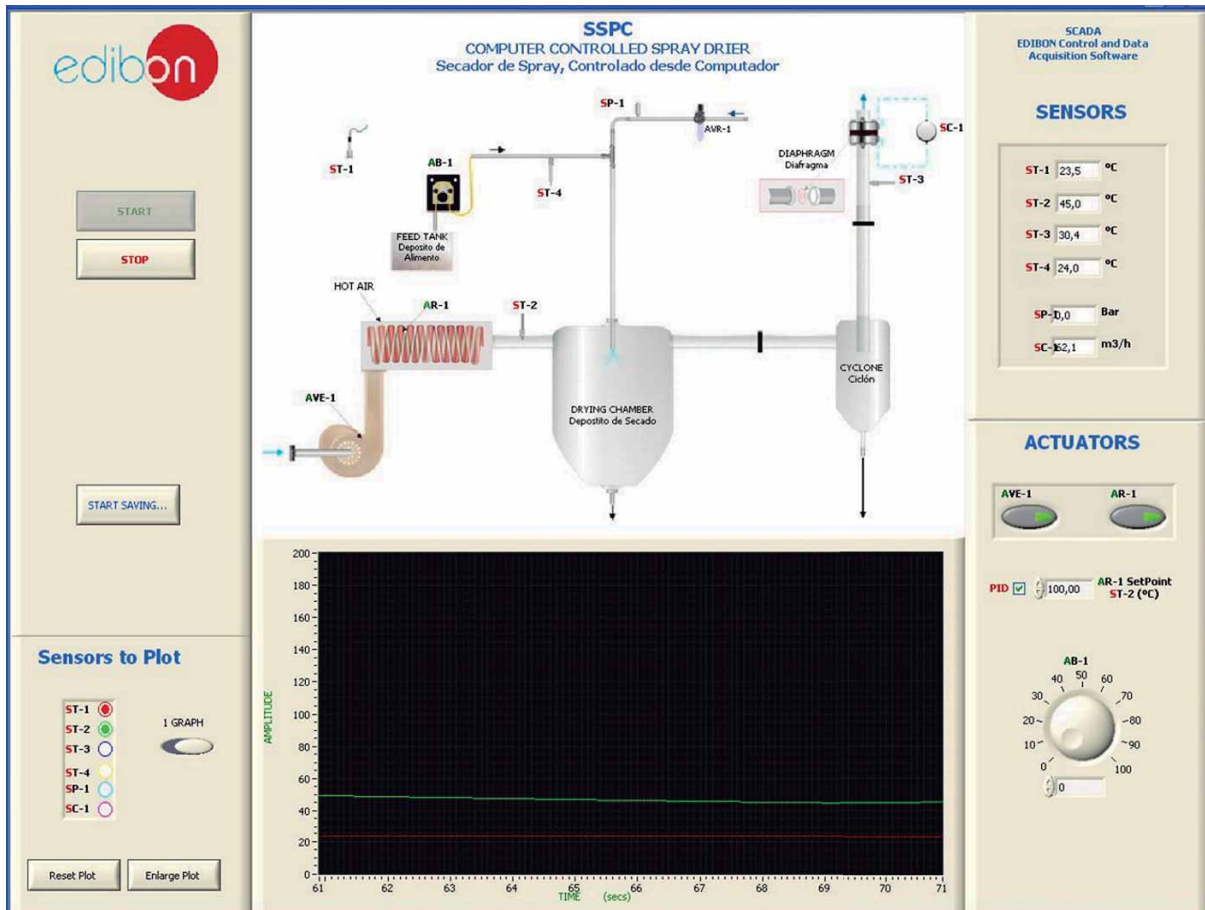 edibon
START
STOP
START SAVING...
Sensors to Plot
ST-1
ST-2
ST-3
ST-4
SP-1
SC-1
1 GRAPH
Reset Plot
Enlarge Plot
SSPC
COMPUTER CONTROLLED SPRAY DRIER
Secador de Spray, Controlado desde Computador
ST-1
AB-1
SP-1
AVR-1
SC-1
DIAPHRAGM
Diafragma
ST-4
ST-3
FEED TANK
Deposito de
Alimento
HOT AIR
AR-1
ST-2
AVE-1
DRYING CHAMBER
Depostito de Secado
CYCLONE
Ciclón
200
180
160
140
120
100
80
60
40
20
0
AMPLITUDE
61 62 63 64 65 66 67 68 69 70 71
TIME (secs)
SCADA
EDIBON Control and Data
Acquisition Software
SENSORS
ST-1 23,5 ºC
ST-2 45,0 ºC
ST-3 30,4 ºC
ST-4 24,0 ºC
SP-1 0,0 Bar
SC-1 62,1 m3/h
ACTUATORS
AVE-1
AR-1
PID 100,00 AR-1 SetPoint
ST-2 (ºC)
AB-1
0 10 20 30 40 50 60 70 80 90 100
0